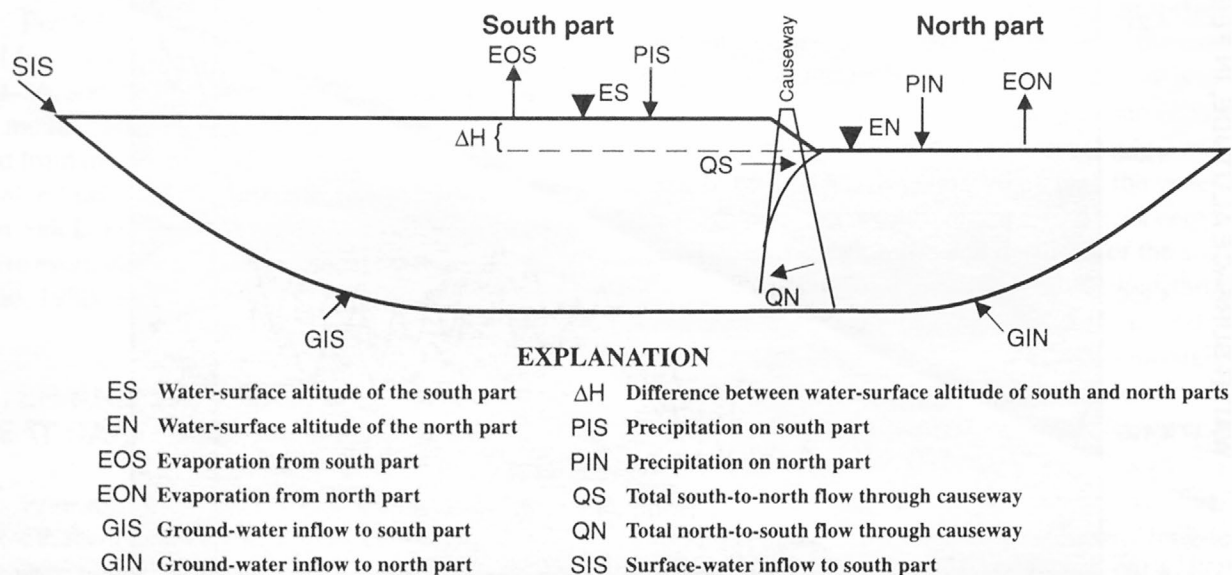 South part
North part
SIS
EOS
PIS
ES
Causeway
PIN
EON
EN
ΔH {
QS
QN
GIS
GIN
EXPLANATION
ES Water-surface altitude of the south part
EN Water-surface altitude of the north part
EOS Evaporation from south part
EON Evaporation from north part
GIS Ground-water inflow to south part
GIN Ground-water inflow to north part
ΔH Difference between water-surface altitude of south and north parts
PIS Precipitation on south part
PIN Precipitation on north part
QS Total south-to-north flow through causeway
QN Total north-to-south flow through causeway
SIS Surface-water inflow to south part